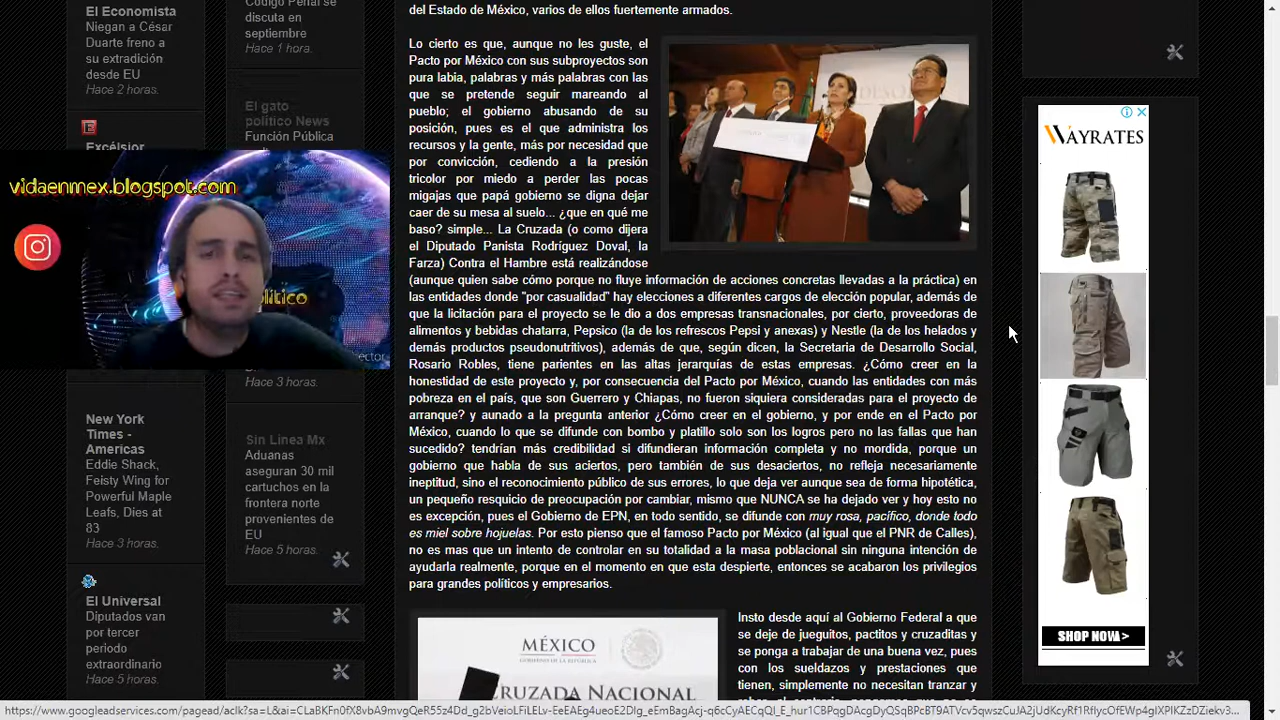 El Economista
Niegan a César
Duarte freno a
su extradición
desde EU
Hace 2 horas.
Excélsior
Código Penal se
discuta en
septiembre
Hace 1 hora.
El gato
político News
Función Pública
vidaenmex.blogspot.com
lítico
ector
New York
Times -
Americas
Eddie Shack,
Feisty Wing for
Powerful Maple
Leafs, Dies at
83
Hace 3 horas.
El Universal
Diputados van
por tercer
periodo
extraordinario
Hace 5 horas.
Hace 3 horas.
Sin Linea Mx
Aduanas
aseguran 30 mil
cartuchos en la
frontera norte
provenientes de
EU
Hace 5 horas.
del Estado de México, varios de ellos fuertemente armados.
Lo cierto es que, aunque no les guste, el
Pacto por México con sus subproyectos son
pura labia, palabras y más palabras con las
que se pretende seguir mareando al
pueblo; el gobierno abusando de su
posición, pues es el que administra los
dineros y la gente, más por necesidad que
por convicción, cediendo a la presión
tricolor por miedo a perder las pocas
migajas que papá gobierno se digna dejar
caer de su mesa al suelo... ¿que en qué me
baso? simple... La Cruzada (o como dijera
el Diputado Panista Rodríguez Doval, la
Farza) Contra el Hambre está realizándose
(aunque quien sabe como porque no fluye información de acciones concretas llevadas a la práctica) en
las entidades donde "por casualidad" hay elecciones a diferentes cargos de elección popular, además de
que la licitación para el proyecto se le dio a dos empresas transnacionales, por cierto, proveedoras de
alimentos y bebidas chatarra, Pepsico (la de los refrescos Pepsi y anexas) y Nestle (la de los helados y
demás productos pseudonutritivos), además de que, según dicen, la Secretaria de Desarrollo Social,
Rosario Robles, tiene parientes en las altas jerarquías de estas empresas. ¿Cómo creer en la
honesidad de este proyecto y, por consecuencia del Pacto por México, cuando las entidades con más
pobreza en el país, que son Guerrero y Chiapas, no fueron siquiera consideradas para el proyecto de
arranque? y aunado a la pregunta anterior ¿Cómo creer en el gobierno, y por ende en el Pacto por
México, cuando lo que se difunde con bombo y platillo solo son los logros pero no las fallas que han
sucedido? tendrían más credibilidad si difundieran información completa y no mordida, porque un
gobierno que habla de sus aciertos, pero también de sus desaciertos, no refleja necesariamente
ineptitud, sino el reconocimiento público de sus errores, lo que deja ver aunque sea de forma hipotética,
un pequeño resquicio de preocupación por cambiar, mismo que NUNCA se ha dejado ver y hoy esto no
es excepción, pues el Gobierno de EPN, en todo sentido, se difunde con muy rosa, pacífico, donde todo
es miel sobre hojuelas. Por esto pienso que el famoso Pacto por México (al igual que el PNR de Calles),
no es mas que un intento de controlar en su totalidad a la masa poblacional sin ninguna intención de
ayudarla realmente, porque en el momento en que esta despierte, entonces se acabaron los privilegios
para grandes políticos y empresarios.
MÉXICO
CRUZADA NACIONAL
Insto desde aquí al Gobierno Federal a que
se deje de jueguitos, pactitos y cruzaditas y
se ponga a trabajar de una buena vez, pues
con los sueldazos y prestaciones que
tienen, simplemente no necesitan tranzar y
WAYRATES
SHOP NOW >